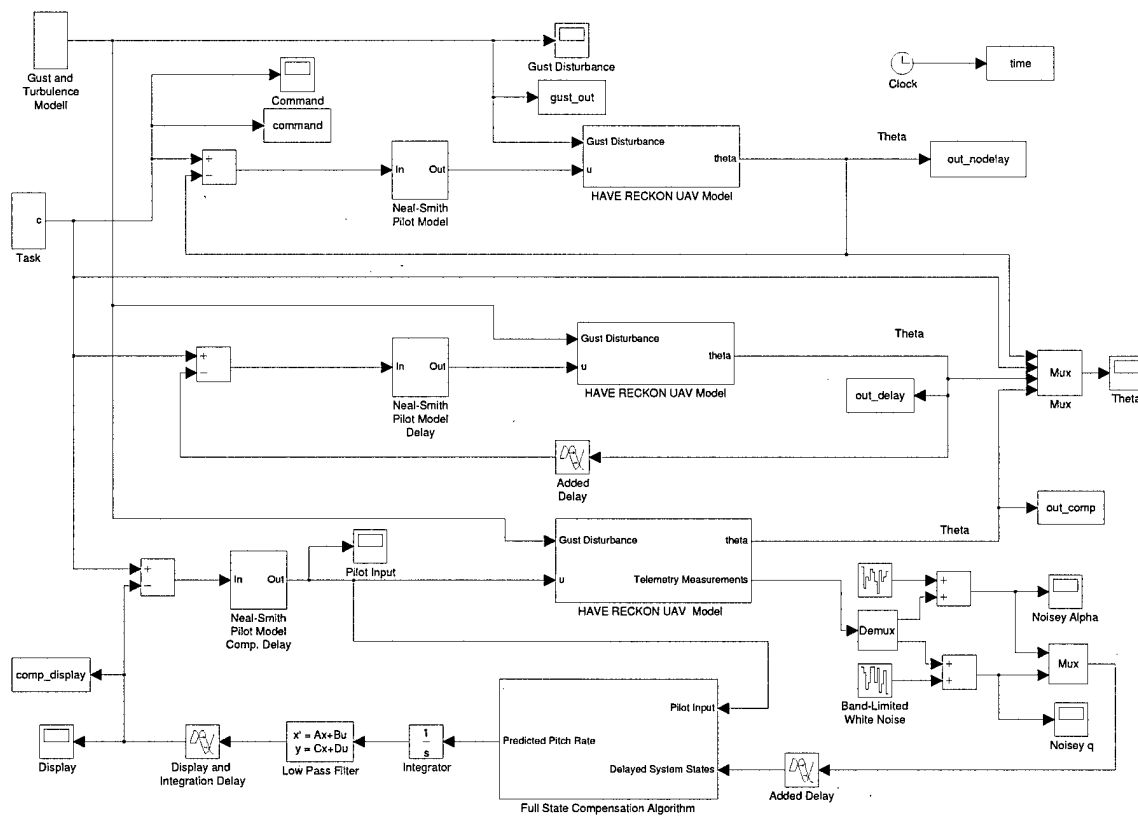 Gust and
Turbulence
Modell
Command
command
Gust Disturbance
gust_out
Clock
time
Task
c
+
−
In
Out
Neal-Smith
Pilot Model
Gust Disturbance
u
theta
HAVE RECKON UAV Model
Theta
out_nodelay
+
−
In
Out
Neal-Smith
Pilot Model
Delay
Gust Disturbance
u
theta
HAVE RECKON UAV Model
Theta
out_delay
Added
Delay
Mux
Mux
Theta
+
−
In
Out
Neal-Smith
Pilot Model
Comp. Delay
Pilot Input
Gust Disturbance
u
theta
Telemetry Measurements
HAVE RECKON UAV Model
Theta
out_comp
Demux
+
+
Noisey Alpha
+
+
Band-Limited
White Noise
Mux
Noisey q
comp_display
Display
Display and
Integration Delay
x' = Ax+Bu
y = Cx+Du
Low Pass Filter
1
s
Integrator
Pilot Input
Predicted Pitch Rate
Delayed System States
Full State Compensation Algorithm
Added Delay